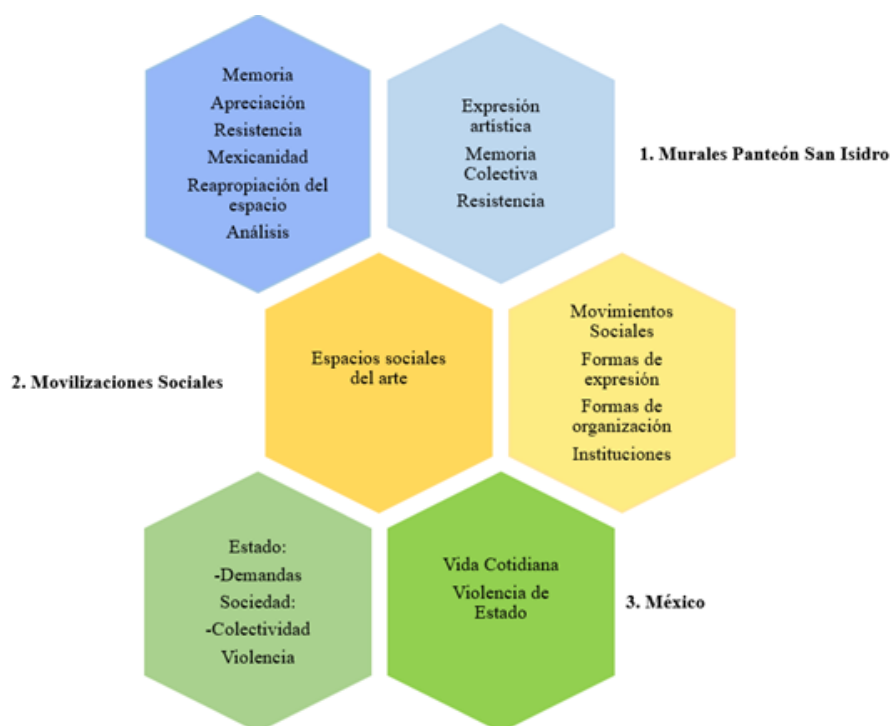 Memoria
Apreciación
Resistencia
Mexicanidad
Reapropiación del
espacio
Análisis
Expresión
artística
Memoria
Colectiva
Resistencia
1. Murales Panteón San Isidro
2. Movilizaciones Sociales
Espacios sociales
del arte
Movimientos
Sociales
Formas de
expresión
Formas de
organización
Instituciones
Estado:
-Demandas
Sociedad:
-Colectividad
Violencia
Vida Cotidiana
Violencia de
Estado
3. México